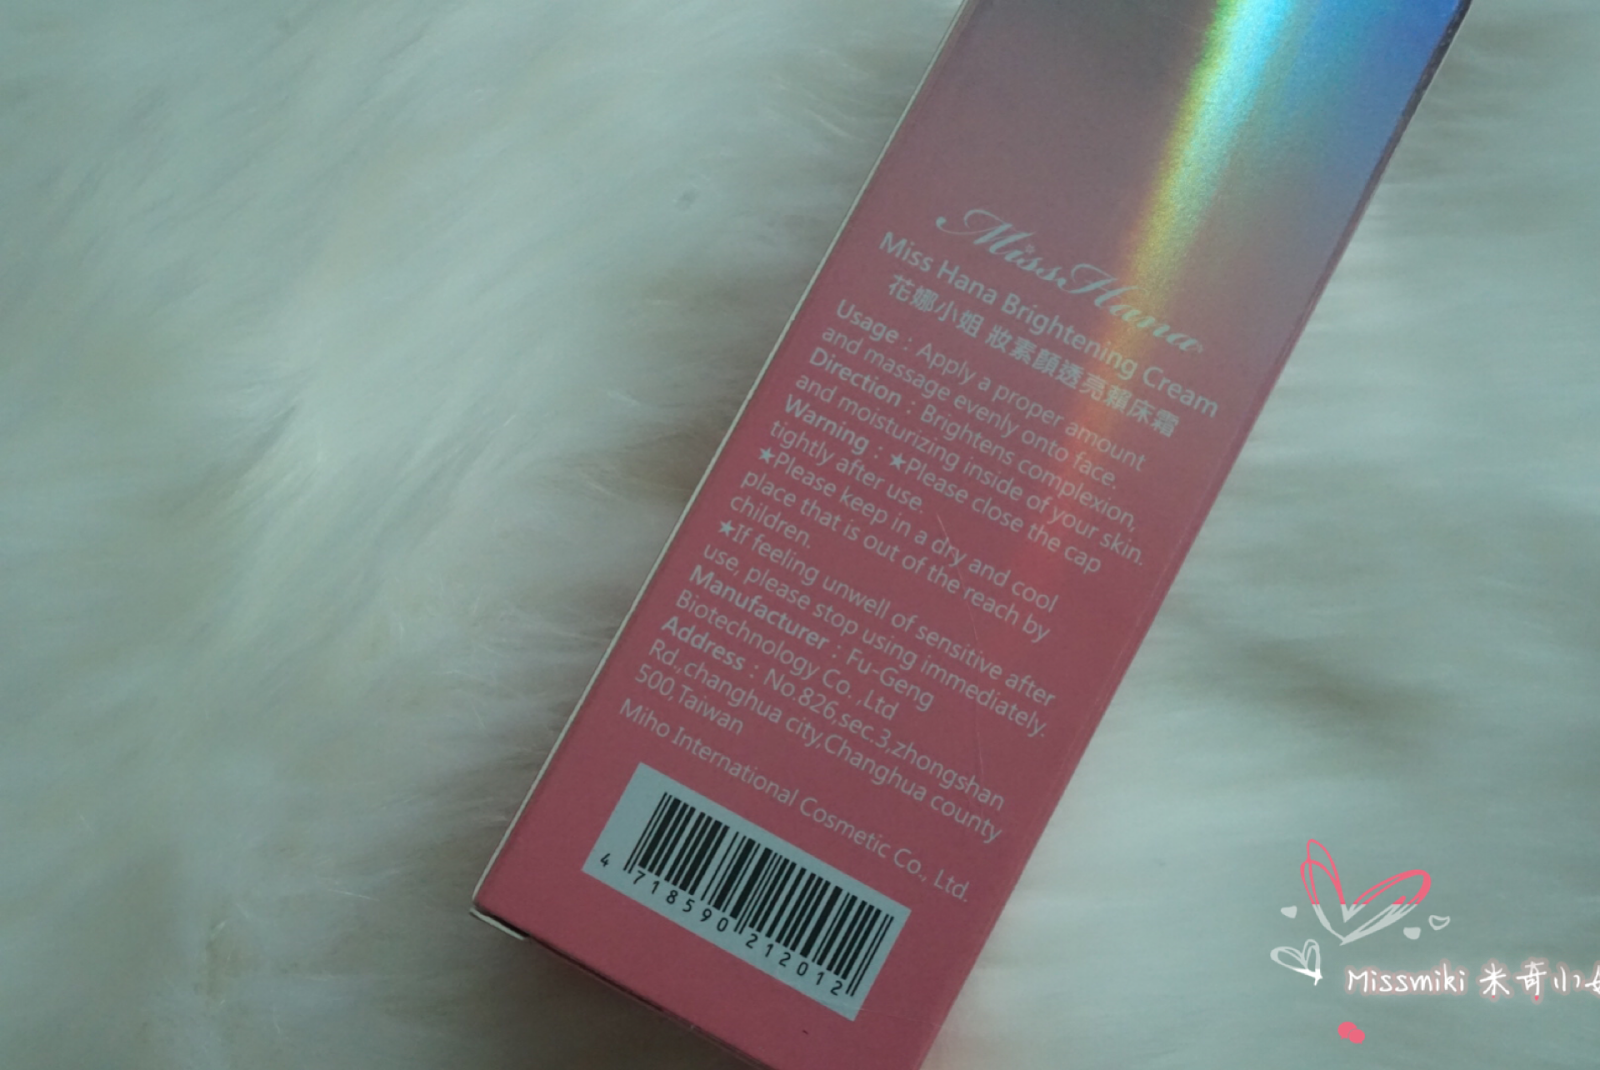 Miss Hana
Miss Hana Brightening Cream
花娜小姐 妝素顏透亮賴床霜
Usage：Apply a proper amount
and massage evenly onto face.
Direction：Brightens complexion,
and moisturizing inside of your skin.
Warning：★Please close the cap
tightly after use.
★Please keep in a dry and cool
place that is out of the reach by
children.
★If feeling unwell of sensitive after
use, please stop using immediately.
Manufacturer：Fu-Geng
Biotechnology Co.,Ltd
Address：No.826,sec.3,zhongshan
Rd.,changhua city,Changhua county
500,Taiwan
Miho International Cosmetic Co., Ltd.
4 718590 212012
Missmiki 米奇小